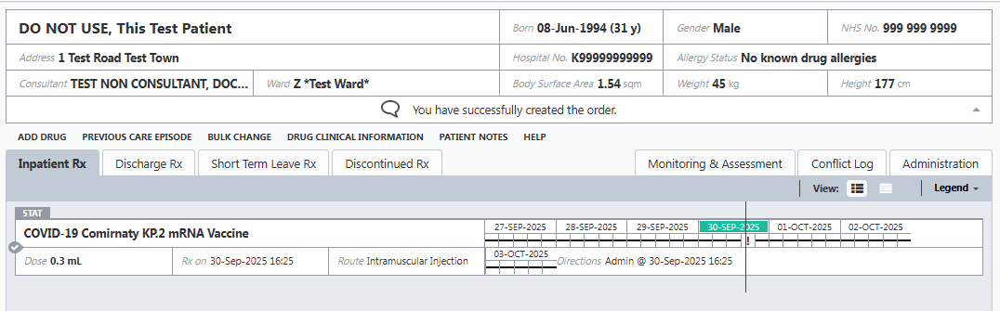 DO NOT USE, This Test Patient
Born 08-Jun-1994 (31 y)
Gender Male
NHS No. 999 999 9999
Address 1 Test Road Test Town
Hospital No. K99999999999
Allergy Status No known drug allergies
Consultant TEST NON CONSULTANT, DOC...
Ward Z *Test Ward*
Body Surface Area 1.54 sqm
Weight 45 kg
Height 177 cm
You have successfully created the order.
ADD DRUG PREVIOUS CARE EPISODE BULK CHANGE DRUG CLINICAL INFORMATION PATIENT NOTES HELP
Inpatient Rx Discharge Rx Short Term Leave Rx Discontinued Rx Monitoring & Assessment Conflict Log Administration
View: Legend
STAT
COVID-19 Comirnaty KP.2 mRNA Vaccine
27-SEP-2025 28-SEP-2025 29-SEP-2025 30-SEP-2025 01-OCT-2025 02-OCT-2025
!
03-OCT-2025
Dose 0.3 mL
Rx on 30-Sep-2025 16:25
Route Intramuscular Injection
Directions Admin @ 30-Sep-2025 16:25